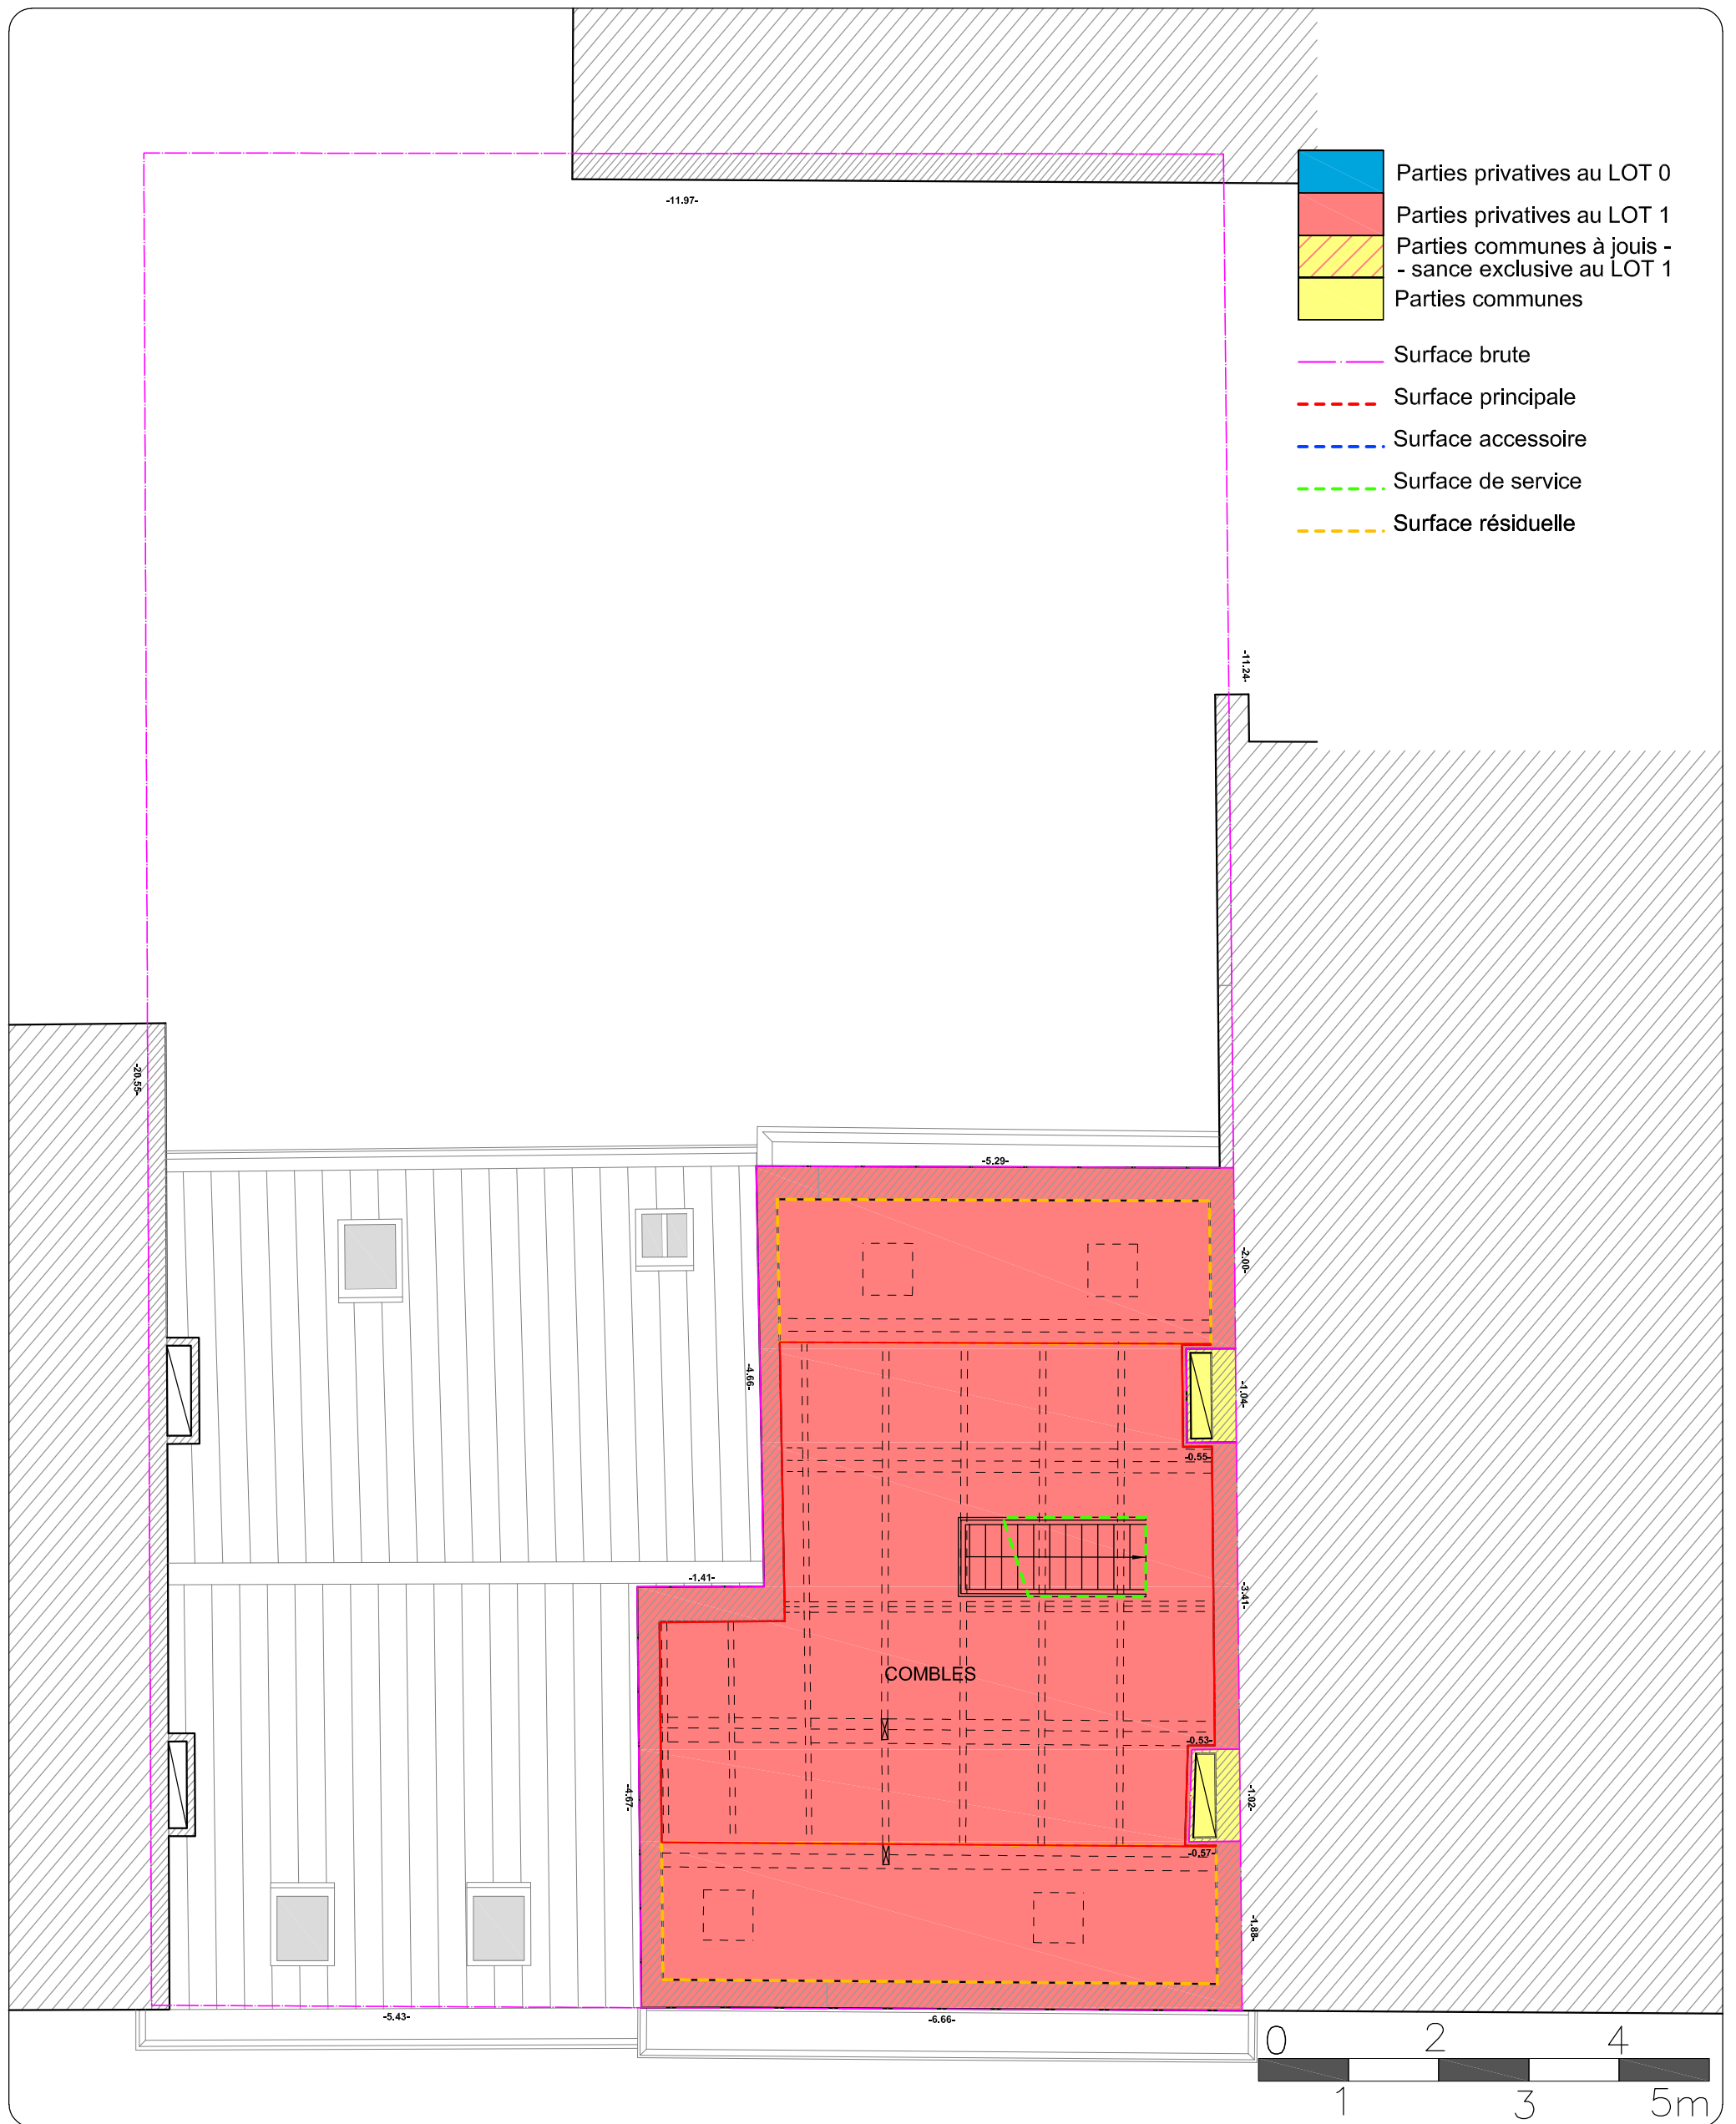 -11.97-
Parties privatives au LOT 0
Parties privatives au LOT 1
Parties communes à jouis -
- sance exclusive au LOT 1
Parties communes
Surface brute
Surface principale
Surface accessoire
Surface de service
Surface résiduelle
-11.24-
-20.55-
-5.29-
-2.00-
-4.66-
-1.04-
-0.55-
-1.41-
-3.41-
COMBLES
-0.53-
-4.67-
-1.02-
-0.57-
-1.88-
-5.43-
-6.66-
0 2 4
1 3 5m